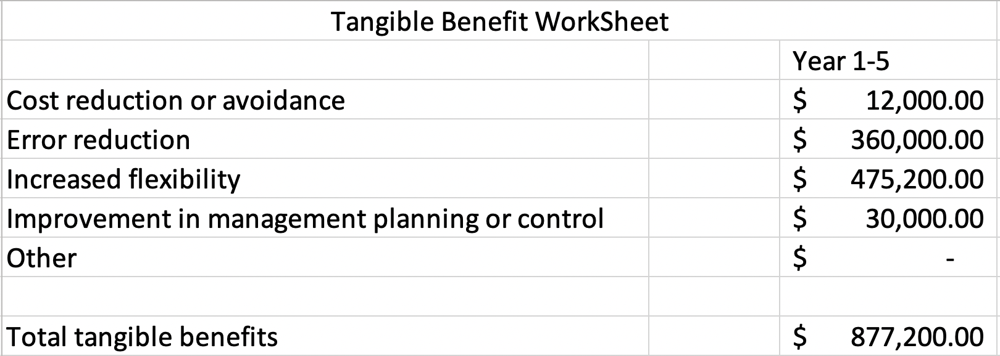 Tangible Benefit WorkSheet
Year 1-5
Cost reduction or avoidance $ 12,000.00
Error reduction $ 360,000.00
Increased flexibility $ 475,200.00
Improvement in management planning or control $ 30,000.00
Other $ -
Total tangible benefits $ 877,200.00